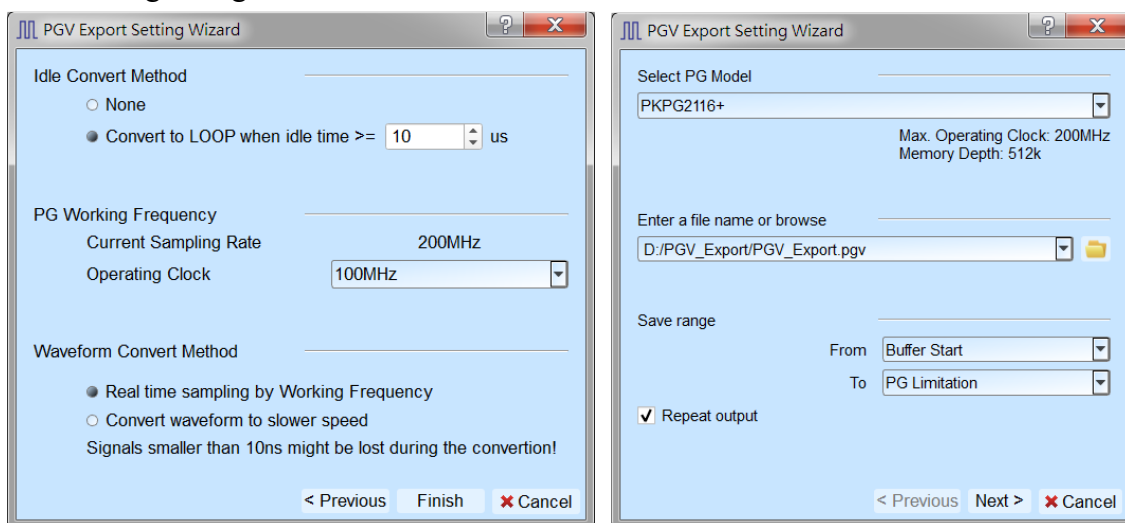 PGV Export Setting Wizard
Idle Convert Method
None
Convert to LOOP when idle time >= 10 us
PG Working Frequency
Current Sampling Rate 200MHz
Operating Clock 100MHz
Waveform Convert Method
Real time sampling by Working Frequency
Convert waveform to slower speed
Signals smaller than 10ns might be lost during the convertion!
< Previous Finish Cancel
PGV Export Setting Wizard
Select PG Model
PKPG2116+
Max. Operating Clock: 200MHz
Memory Depth: 512k
Enter a file name or browse
D:/PGV_Export/PGV_Export.pgv
Save range
From Buffer Start
To PG Limitation
Repeat output
< Previous Next > Cancel